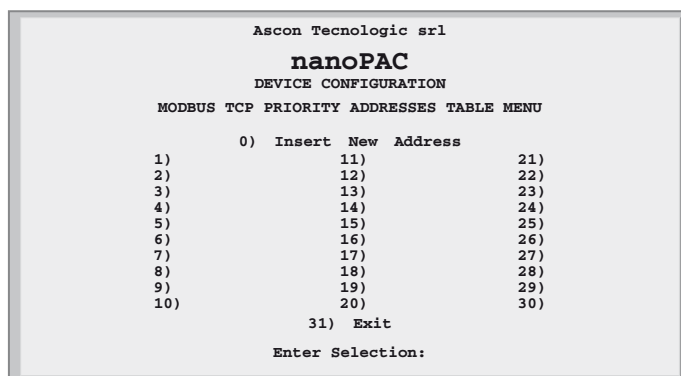 Ascon Tecnologic srl
nanoPAC
DEVICE CONFIGURATION
MODBUS TCP PRIORITY ADDRESSES TABLE MENU
0) Insert New Address
1) 11) 21)
2) 12) 22)
3) 13) 23)
4) 14) 24)
5) 15) 25)
6) 16) 26)
7) 17) 27)
8) 18) 28)
9) 19) 29)
10) 20) 30)
31) Exit
Enter Selection: